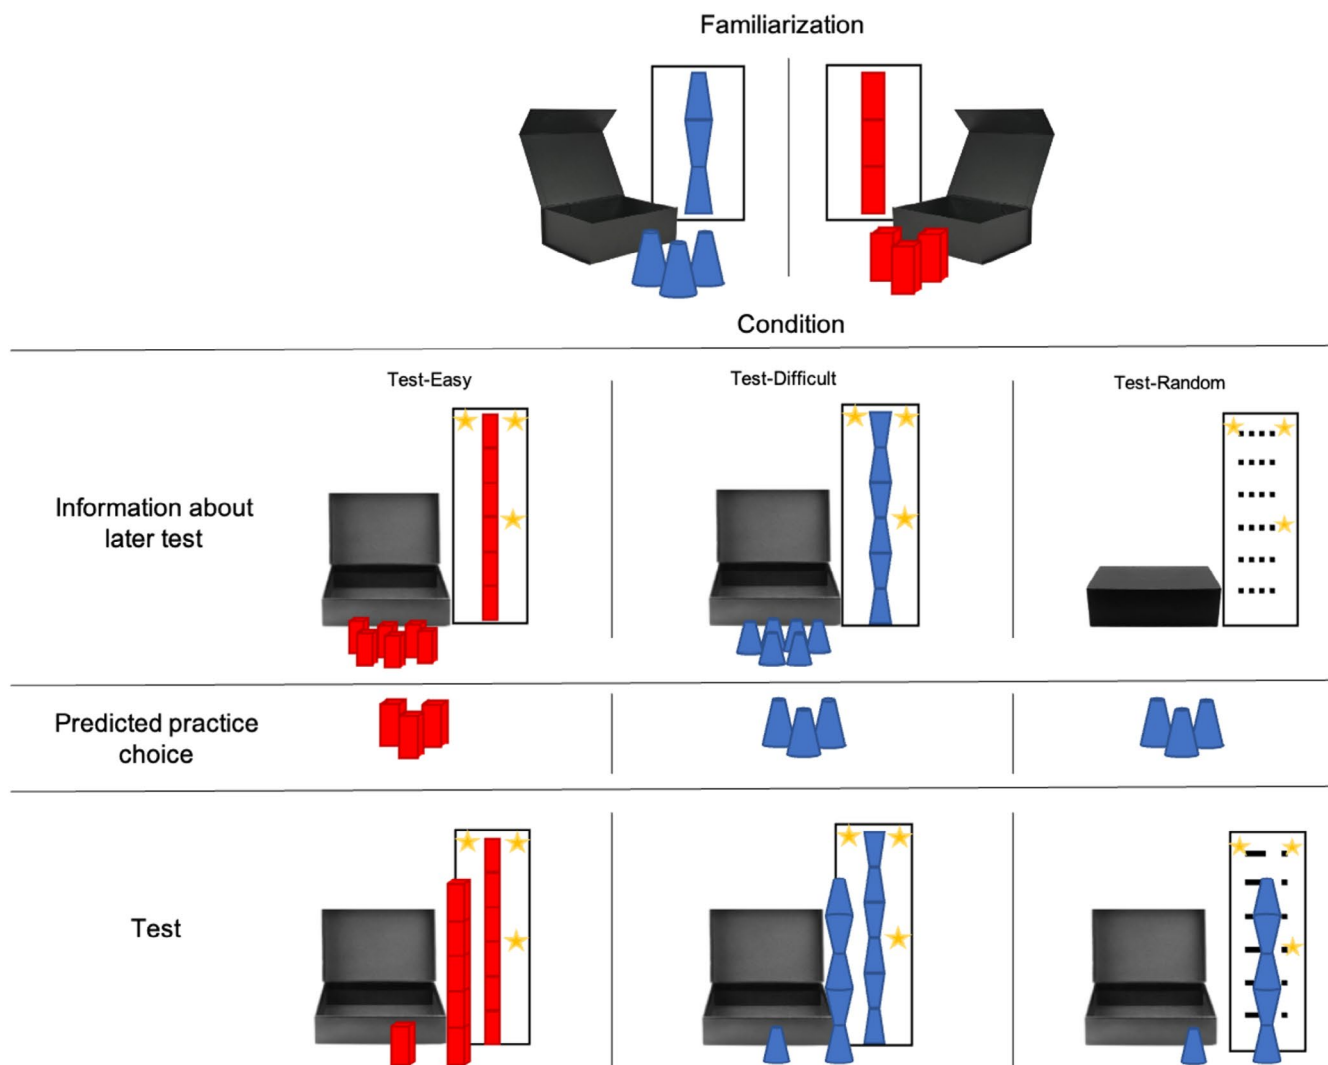 Familiarization
Condition
Test-Easy
Test-Difficult
Test-Random
Information about
later test
Predicted practice
choice
Test